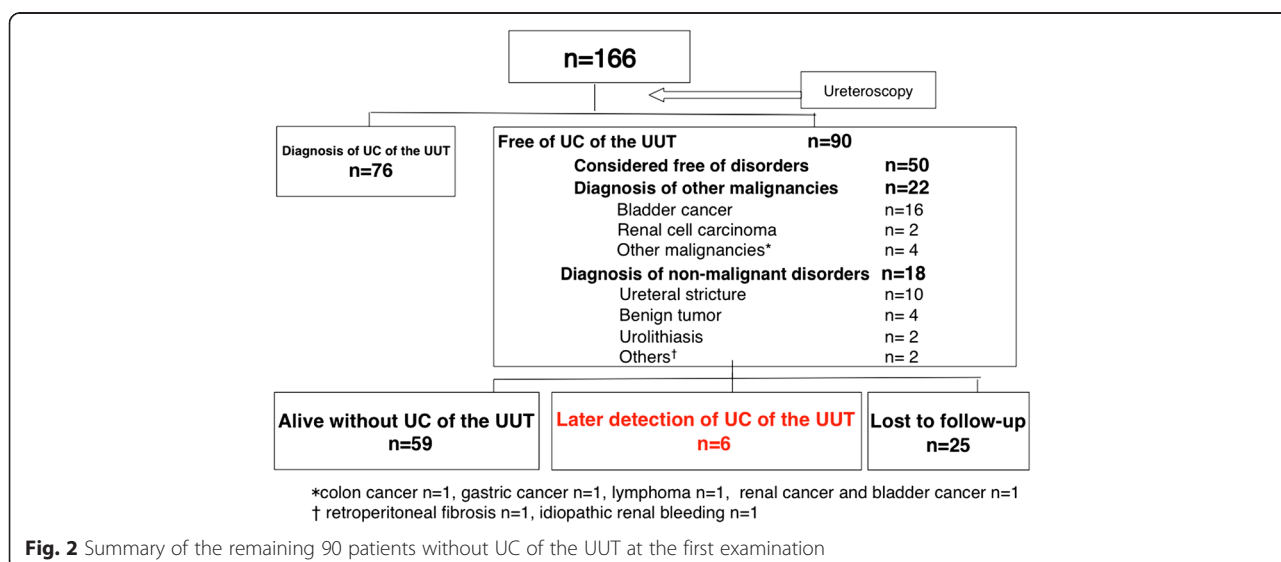 n=166
Ureteroscopy
Diagnosis of UC of the UUT
n=76
Free of UC of the UUT n=90
Considered free of disorders n=50
Diagnosis of other malignancies n=22
Bladder cancer n=16
Renal cell carcinoma n= 2
Other malignancies* n= 4
Diagnosis of non-malignant disorders n=18
Ureteral stricture n=10
Benign tumor n= 4
Urolithiasis n= 2
Others† n= 2
Alive without UC of the UUT
n=59
Later detection of UC of the UUT
n=6
Lost to follow-up
n=25
*colon cancer n=1, gastric cancer n=1, lymphoma n=1, renal cancer and bladder cancer n=1
† retroperitoneal fibrosis n=1, idiopathic renal bleeding n=1
Fig. 2 Summary of the remaining 90 patients without UC of the UUT at the first examination